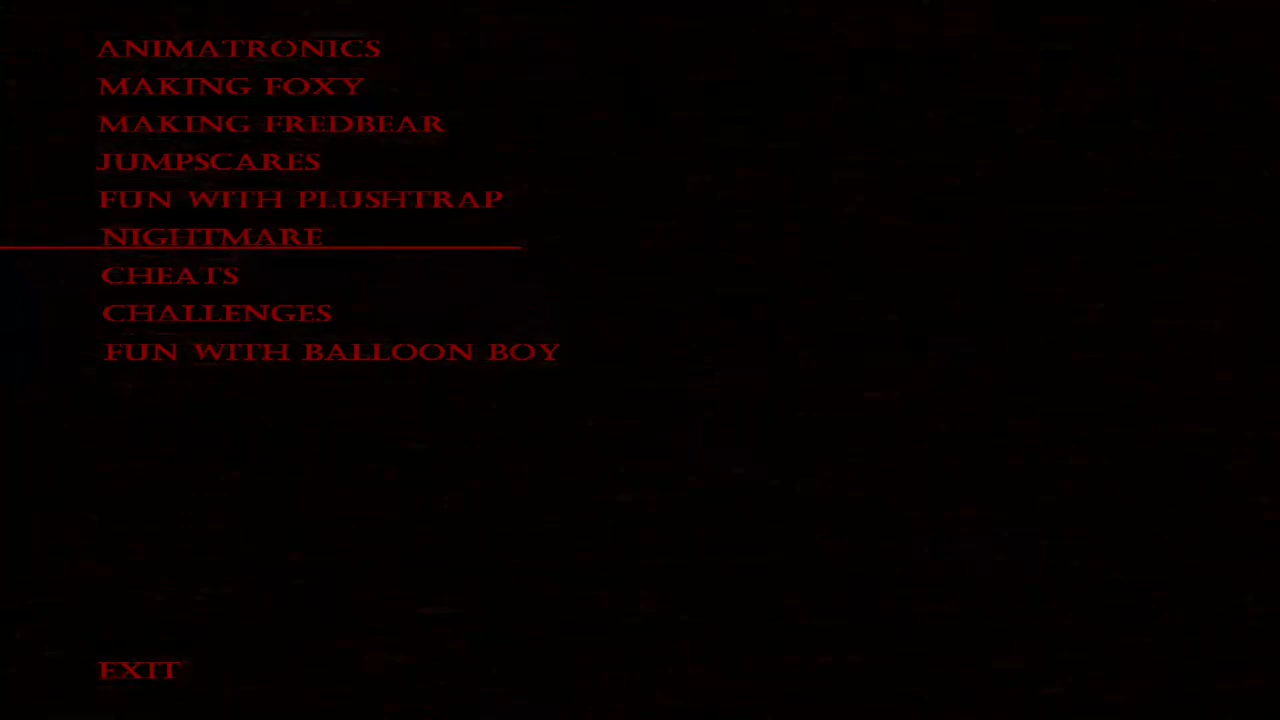 ANIMATRONICS
MAKING FOXY
MAKING FREDBEAR
JUMPSCARES
FUN WITH PLUSHTRAP
NIGHTMARE
CHEATS
CHALLENGES
FUN WITH BALLOON BOY
EXIT